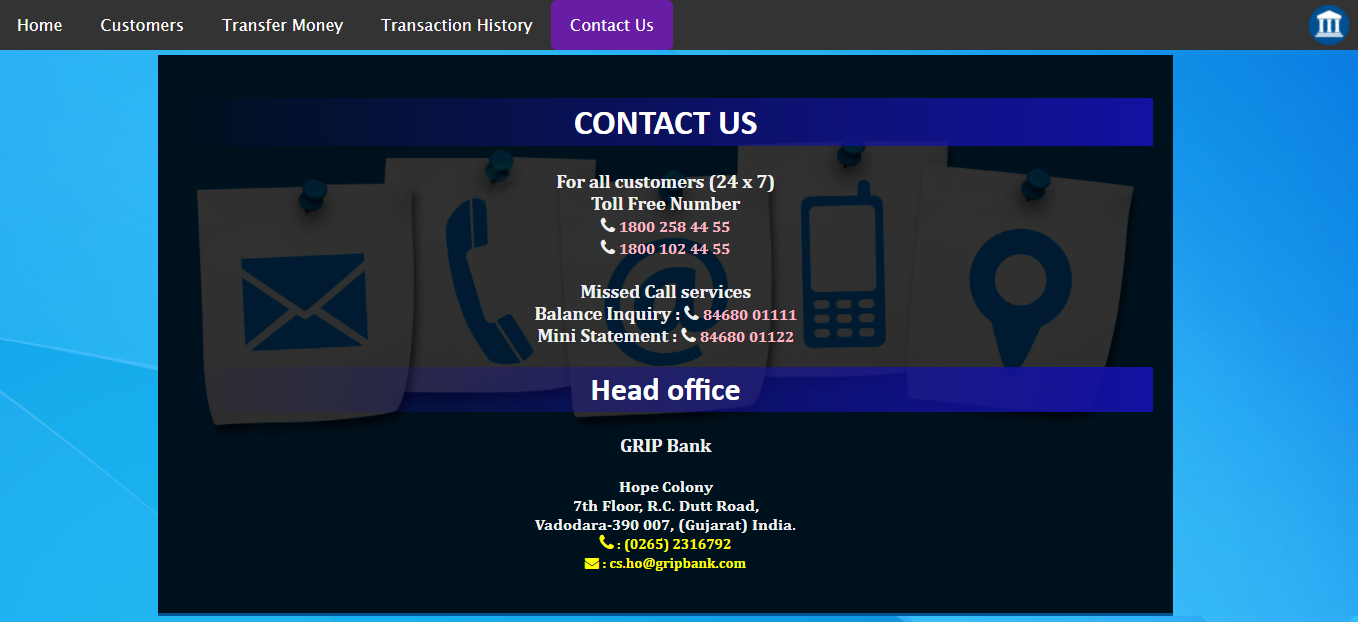 Home
Customers
Transfer Money
Transaction History
Contact Us
CONTACT US
For all customers (24 x 7)
Toll Free Number
1800 258 44 55
1800 102 44 55
Missed Call services
Balance Inquiry : 84680 01111
Mini Statement : 84680 01122
Head office
GRIP Bank
Hope Colony
7th Floor, R.C. Dutt Road,
Vadodara-390 007, (Gujarat) India.
: (0265) 2316792
: cs.ho@gripbank.com